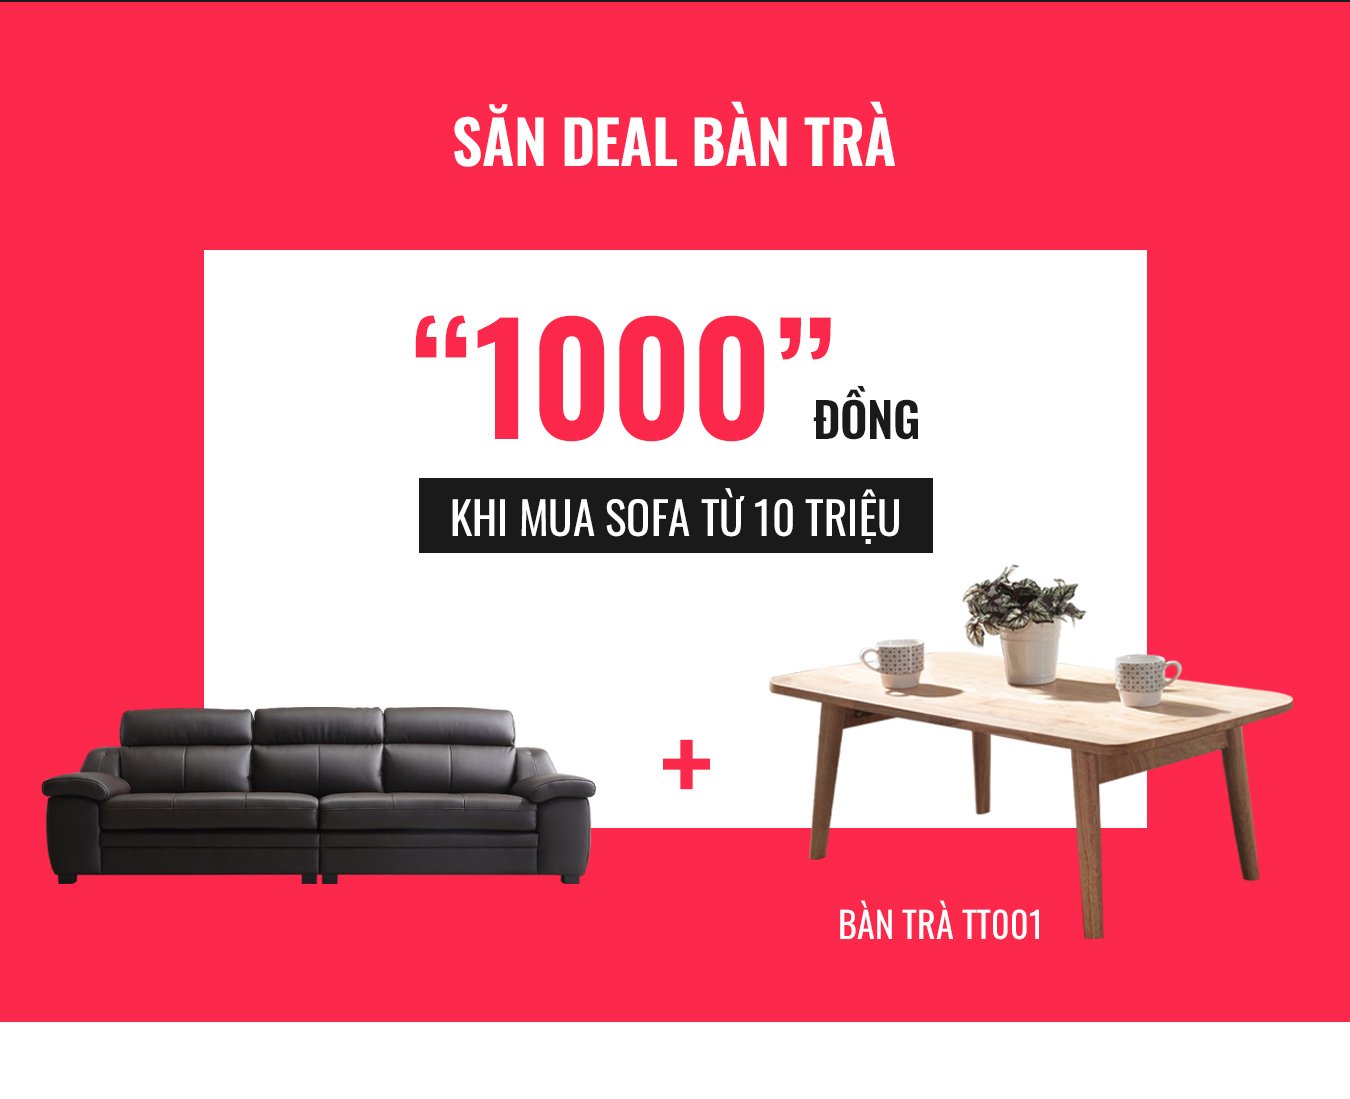 SĂN DEAL BÀN TRÀ
“1000”
ĐỒNG
KHI MUA SOFA TỪ 10 TRIỆU
+
BÀN TRÀ TT001